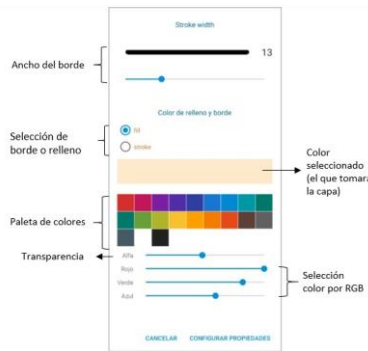 Stroke width
13
Ancho del borde
Color de relleno y borde
Selección de
borde o relleno
fill
stroke
Color
seleccionado
(el que tomara
la capa)
Paleta de colores
Transparencia
Alfa
Rojo
Verde
Azul
Selección
color por RGB
CANCELAR
CONFIGURAR PROPIEDADES